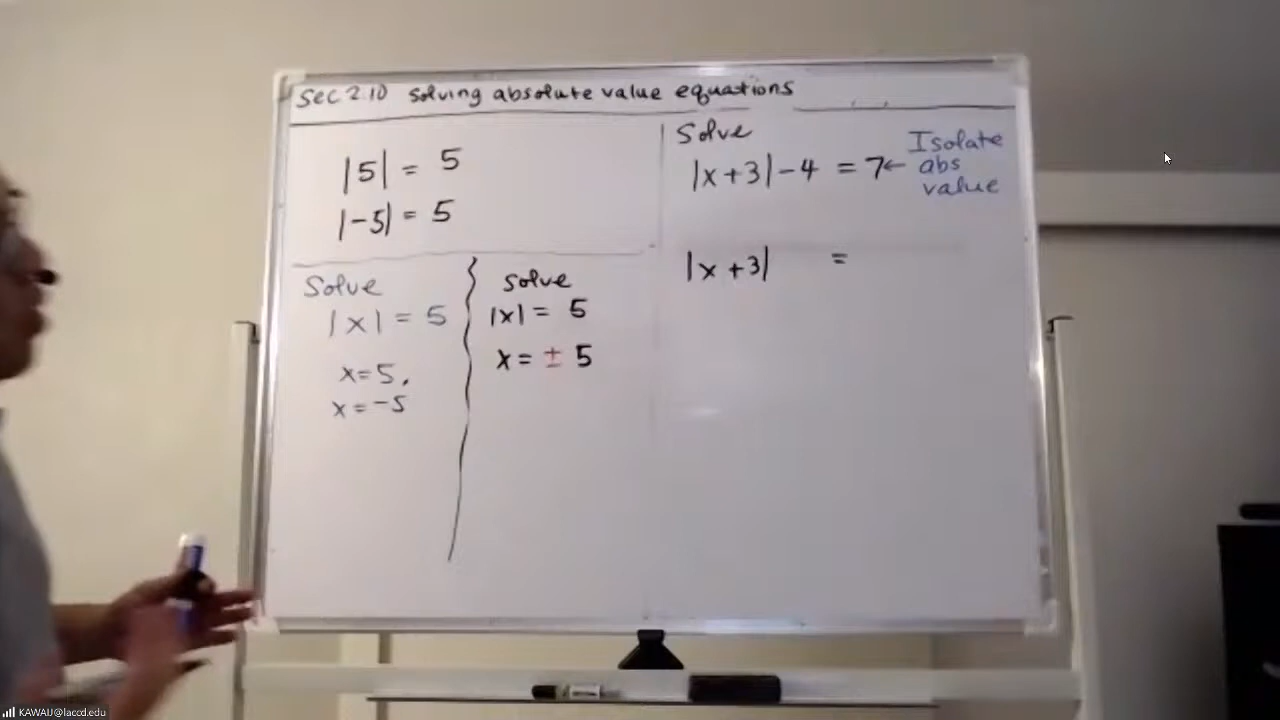 Sec 2.10 solving absolute value equations
|5| = 5
|-5| = 5
Solve
|x| = 5
x = 5,
x = -5
Solve
|x| = 5
x = ± 5
Solve
|x + 3| - 4 = 7 ← Isolate
abs
value
|x + 3| =
KAWAIJ@laccd.edu